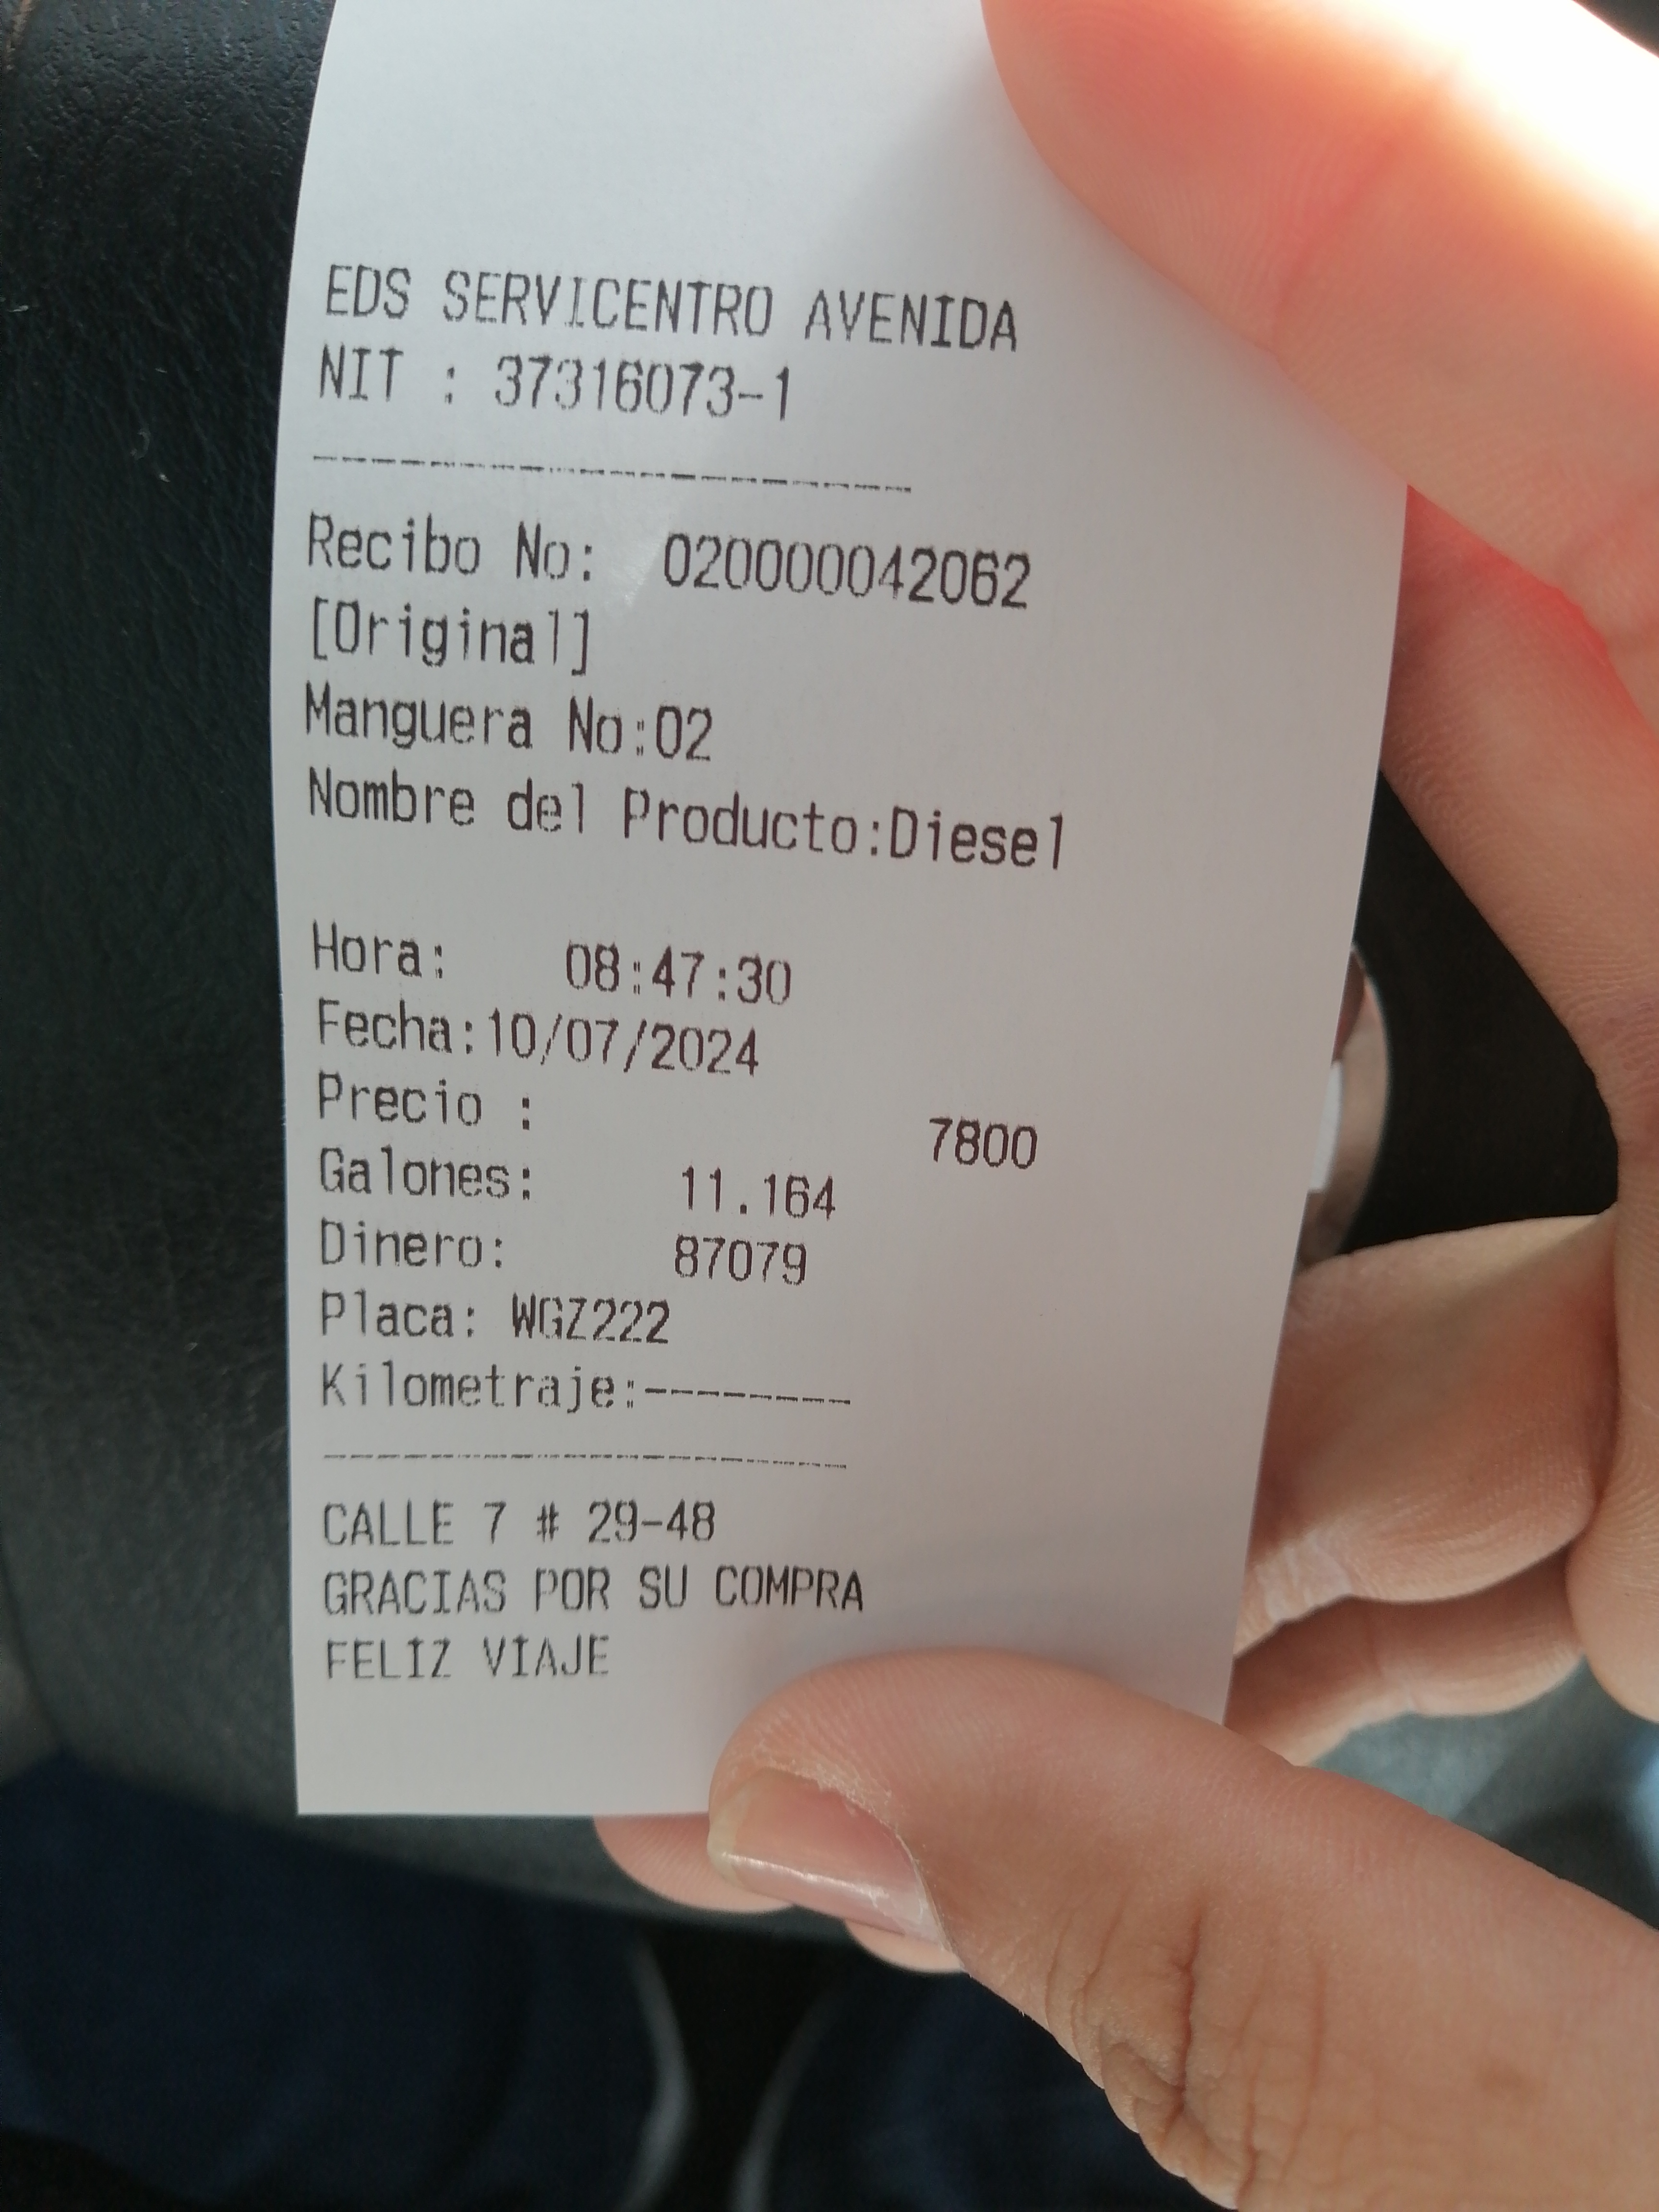 EDS SERVICENTRO AVENIDA
NIT : 37316073-1
--------------------
Recibo No: 020000042062
[Original]
Manguera No:02
Nombre del Producto:Diesel
Hora: 08:47:30
Fecha:10/07/2024
Precio : 7800
Galones: 11.164
Dinero: 87079
Placa: WGZ222
Kilometraje:--------
--------------------
CALLE 7 # 29-48
GRACIAS POR SU COMPRA
FELIZ VIAJE